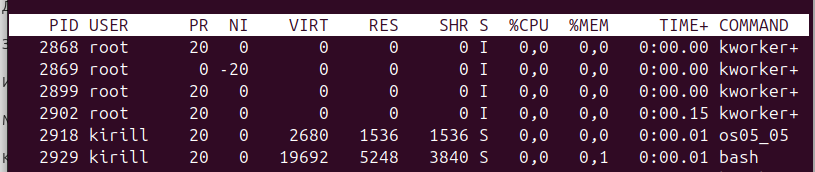 PID USER PR NI VIRT RES SHR S %CPU %MEM TIME+ COMMAND
2868 root 20 0 0 0 0 I 0,0 0,0 0:00.00 kworker+
2869 root 0 -20 0 0 0 I 0,0 0,0 0:00.00 kworker+
2899 root 20 0 0 0 0 I 0,0 0,0 0:00.00 kworker+
2902 root 20 0 0 0 0 I 0,0 0,0 0:00.15 kworker+
2918 kirill 20 0 2680 1536 1536 S 0,0 0,0 0:00.01 os05_05
2929 kirill 20 0 19692 5248 3840 S 0,0 0,1 0:00.01 bash